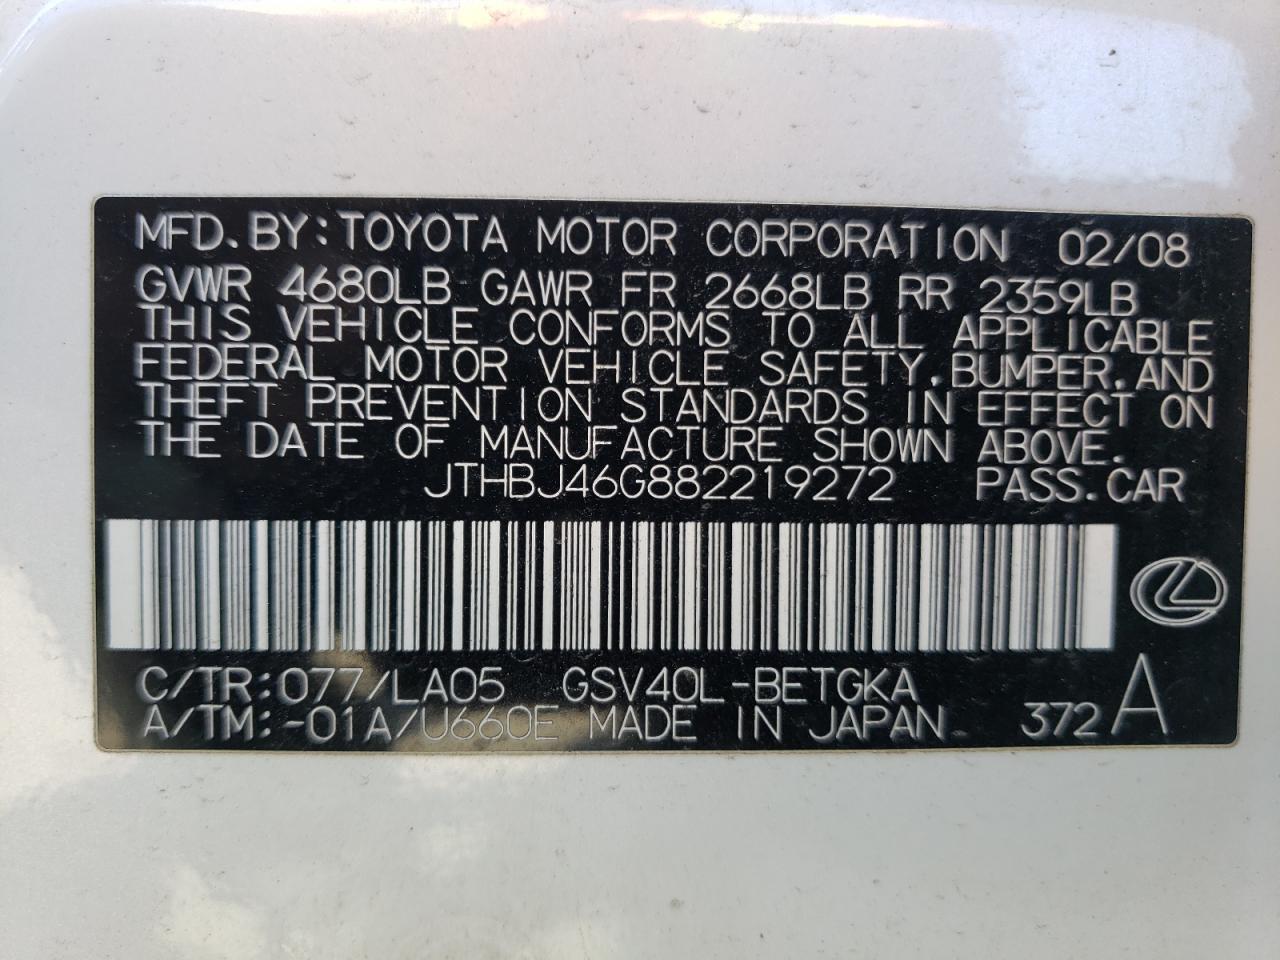 MFD.BY:TOYOTA MOTOR CORPORATION 02/08
GVWR 4680LB GAWR FR 2668LB RR 2359LB
THIS VEHICLE CONFORMS TO ALL APPLICABLE
FEDERAL MOTOR VEHICLE SAFETY,BUMPER,AND
THEFT PREVENTION STANDARDS IN EFFECT ON
THE DATE OF MANUFACTURE SHOWN ABOVE.
JTHBJ46G882219272 PASS.CAR
C/TR:077/LA05 GSV40L-BETGKA
A/TM:-01A/U660E MADE IN JAPAN 372 A